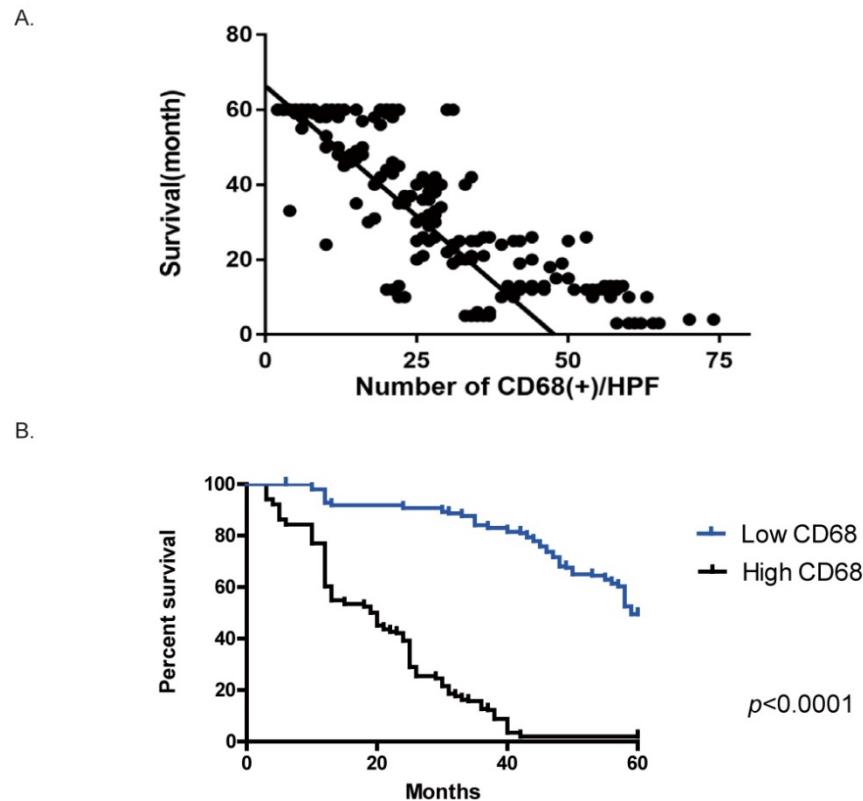 A.
80
60
40
20
0
Survival(month)
0 25 50 75
Number of CD68(+)/HPF
B.
100
80
60
40
20
0
Percent survival
0 20 40 60
Months
Low CD68
High CD68
p<0.0001